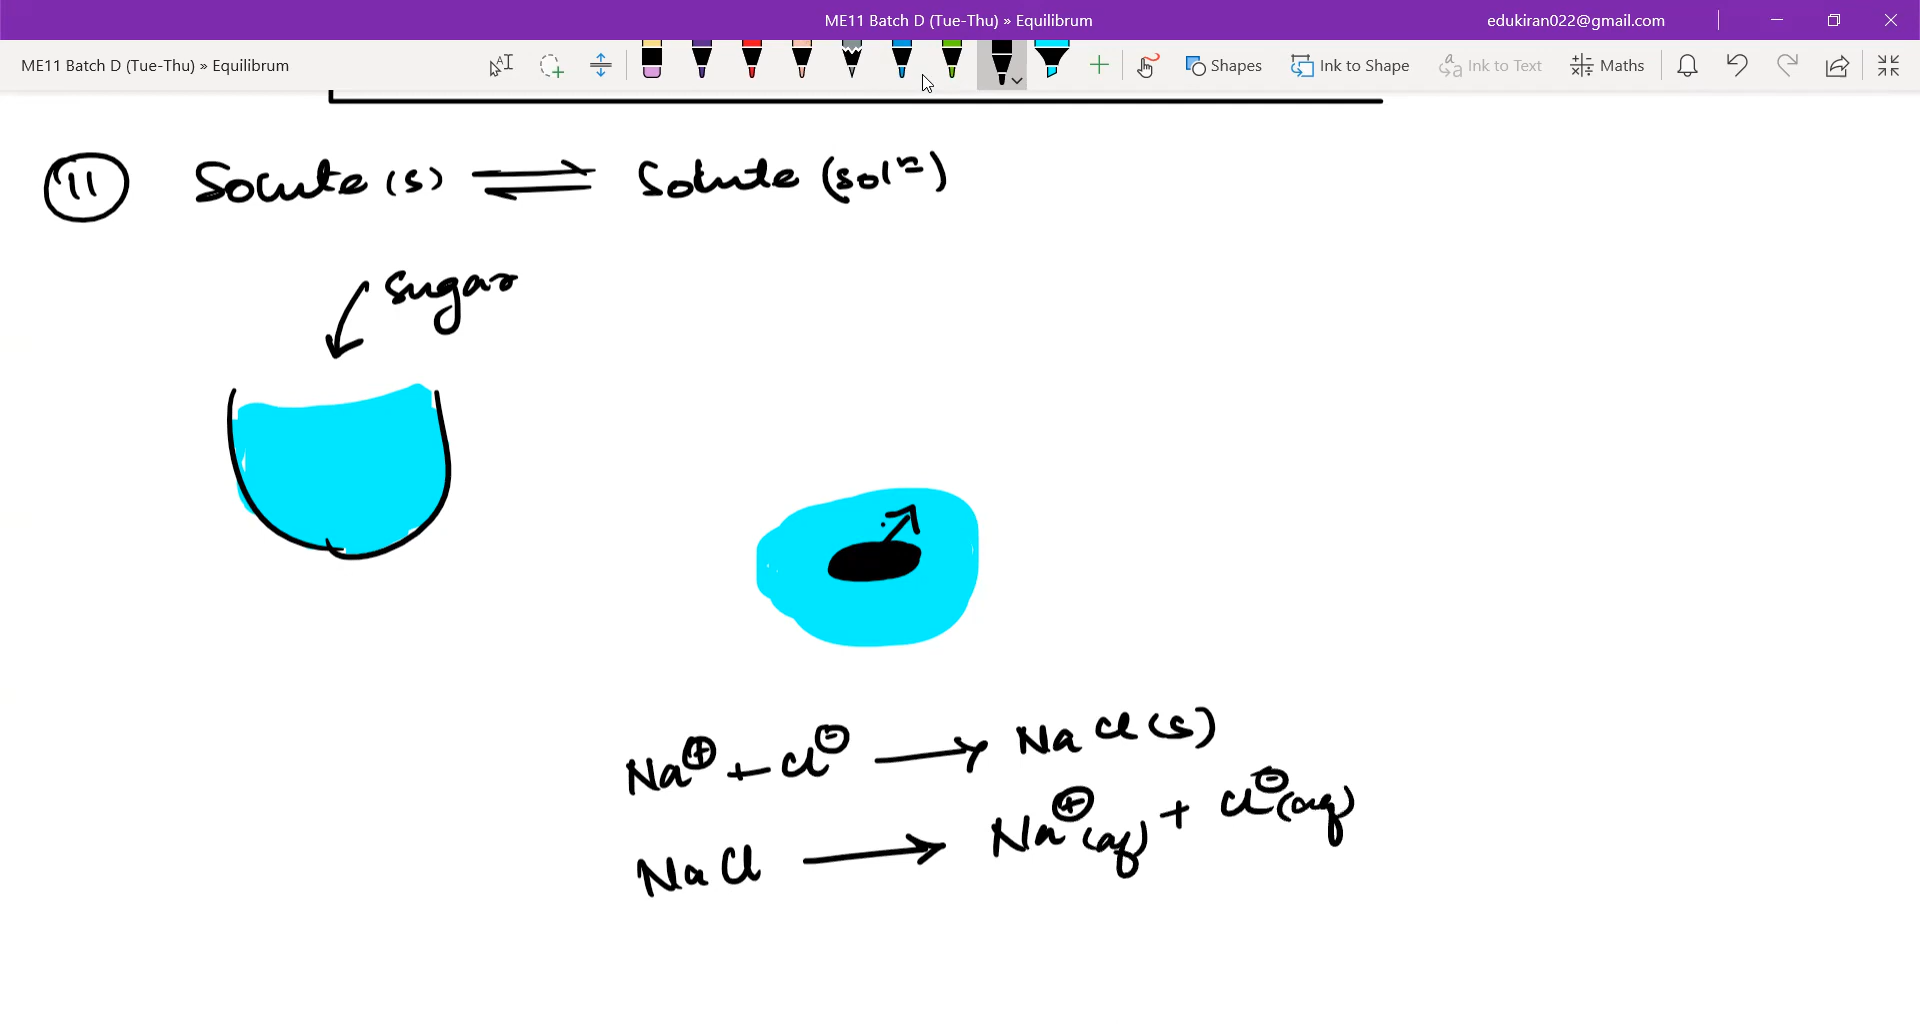 ME11 Batch D (Tue-Thu) » Equilibrum
edukiran022@gmail.com
ME11 Batch D (Tue-Thu) » Equilibrum
Shapes
Ink to Shape
Ink to Text
Maths
11 Solute (s) ⇌ Solute (solⁿ)
sugar
Na⊕ + Cl⊖ → NaCl(s)
NaCl → Na⊕(aq) + Cl⊖(aq)